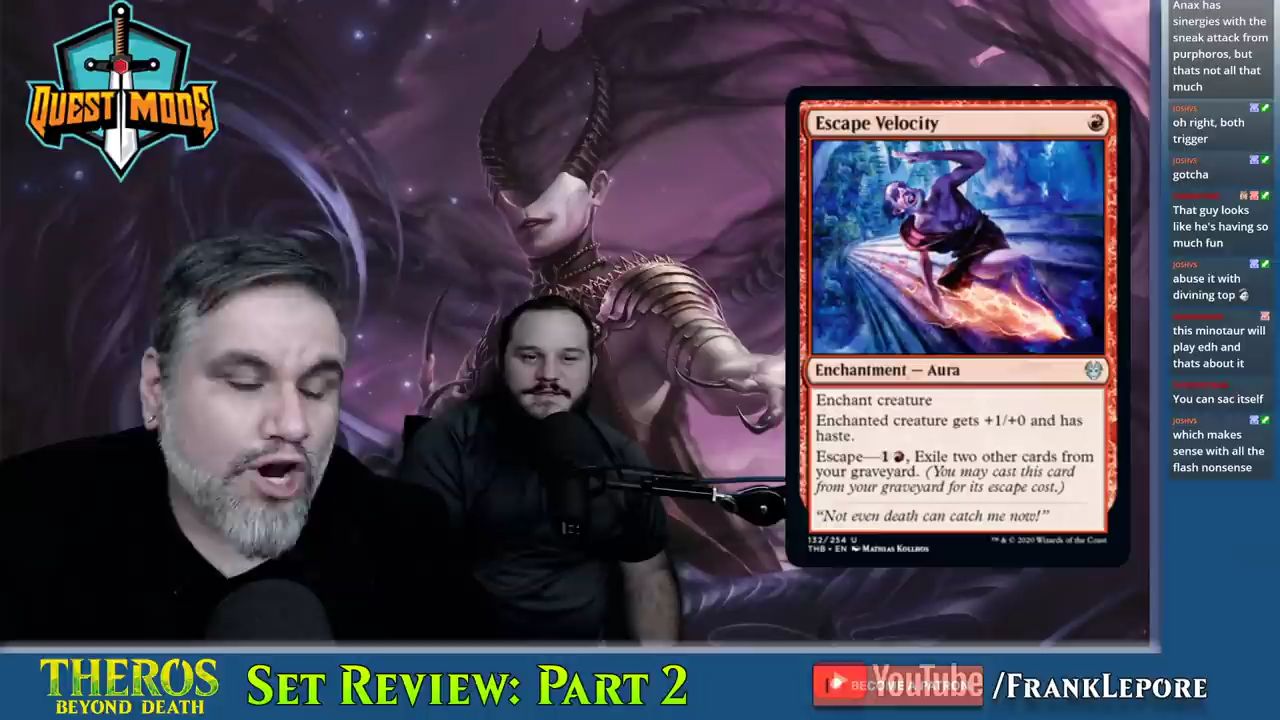 QUEST MODE
Escape Velocity
Enchantment — Aura
Enchant creature
Enchanted creature gets +1/+0 and has
haste.
Escape—1 , Exile two other cards from
your graveyard. (You may cast this card
from your graveyard for its escape cost.)
“Not even death can catch me now!”
132/254 U
THB • EN Mathias Kollros
™ & © 2020 Wizards of the Coast
Anax has
sinergies with the
sneak attack from
purphoros, but
thats not all that
much
JOSHVS
oh right, both
trigger
JOSHVS
gotcha
That guy looks
like he's having so
much fun
JOSHVS
abuse it with
divining top
this minotaur will
play edh and
thats about it
You can sac itself
JOSHVS
which makes
sense with all the
flash nonsense
THEROS
BEYOND DEATH
Set Review: Part 2
YouTube
BECOME A PATRON
/FrankLepore